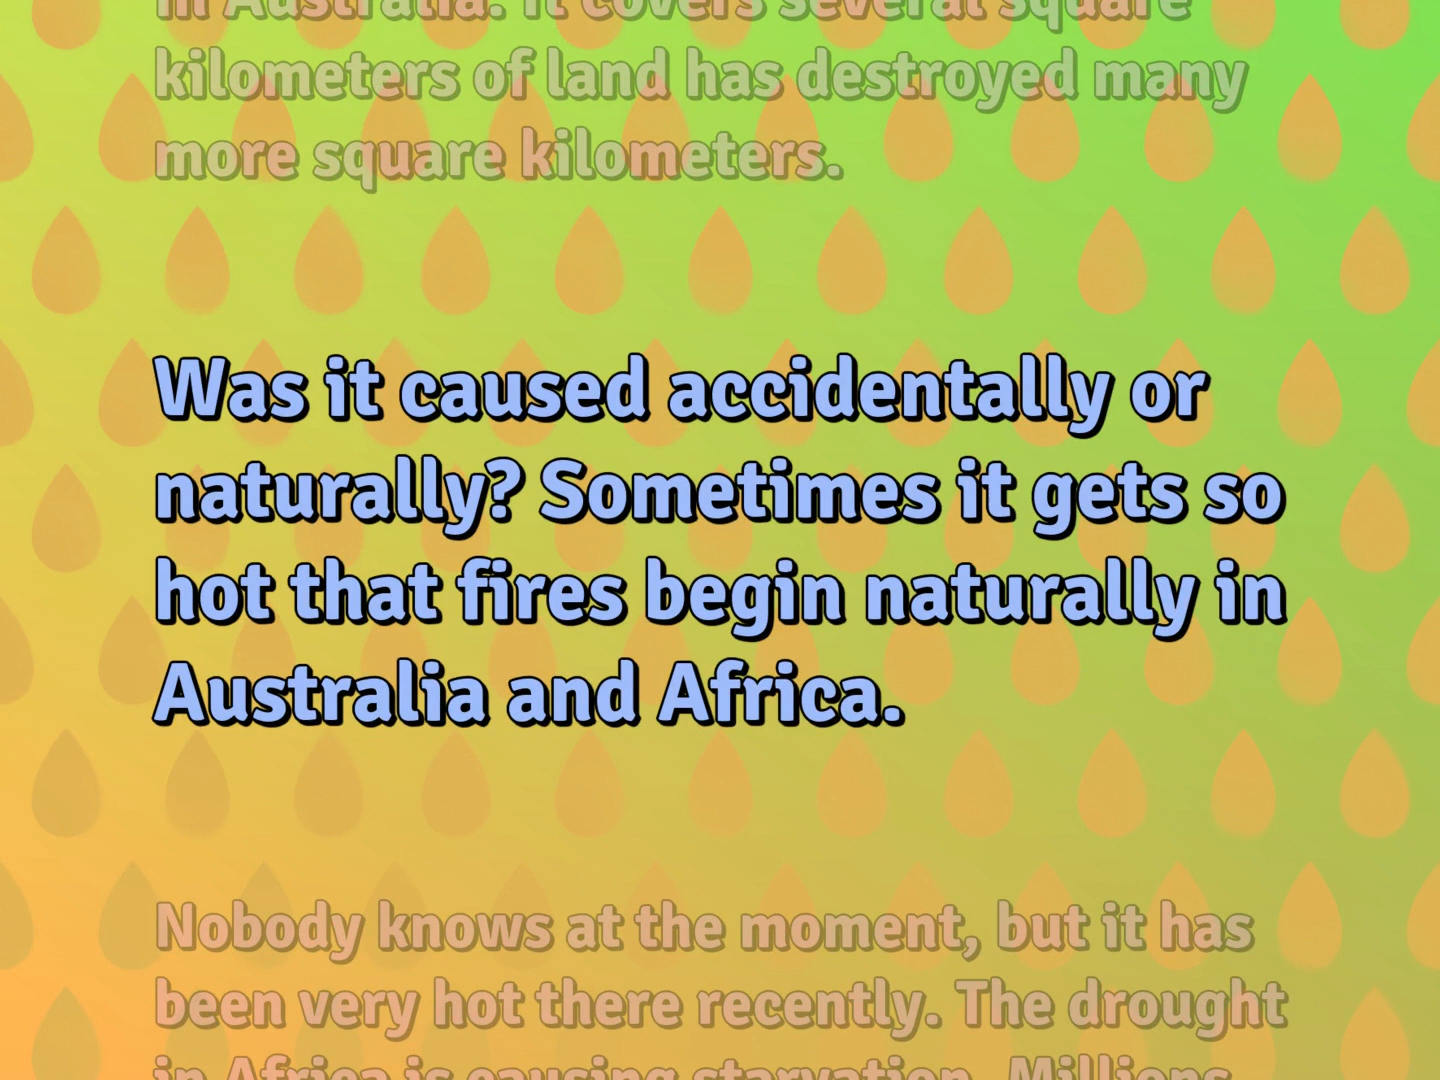 in Australia. It covers several square
kilometers of land has destroyed many
more square kilometers.
Was it caused accidentally or
naturally? Sometimes it gets so
hot that fires begin naturally in
Australia and Africa.
Nobody knows at the moment, but it has
been very hot there recently. The drought
in Africa is causing starvation. Millions